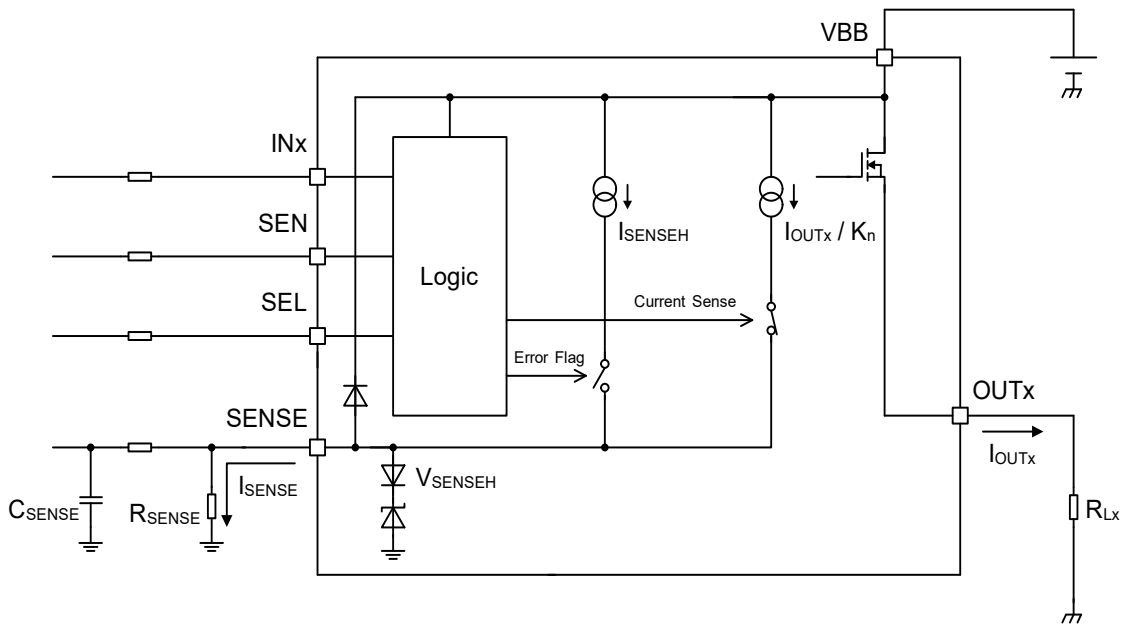 VBB
INx
SEN
ISENSEH
IOUTx / Kn
SEL
Logic
Current Sense
Error Flag
SENSE
OUTx
ISENSE
VSENSEH
IOUTx
CSENSE
RSENSE
RLx